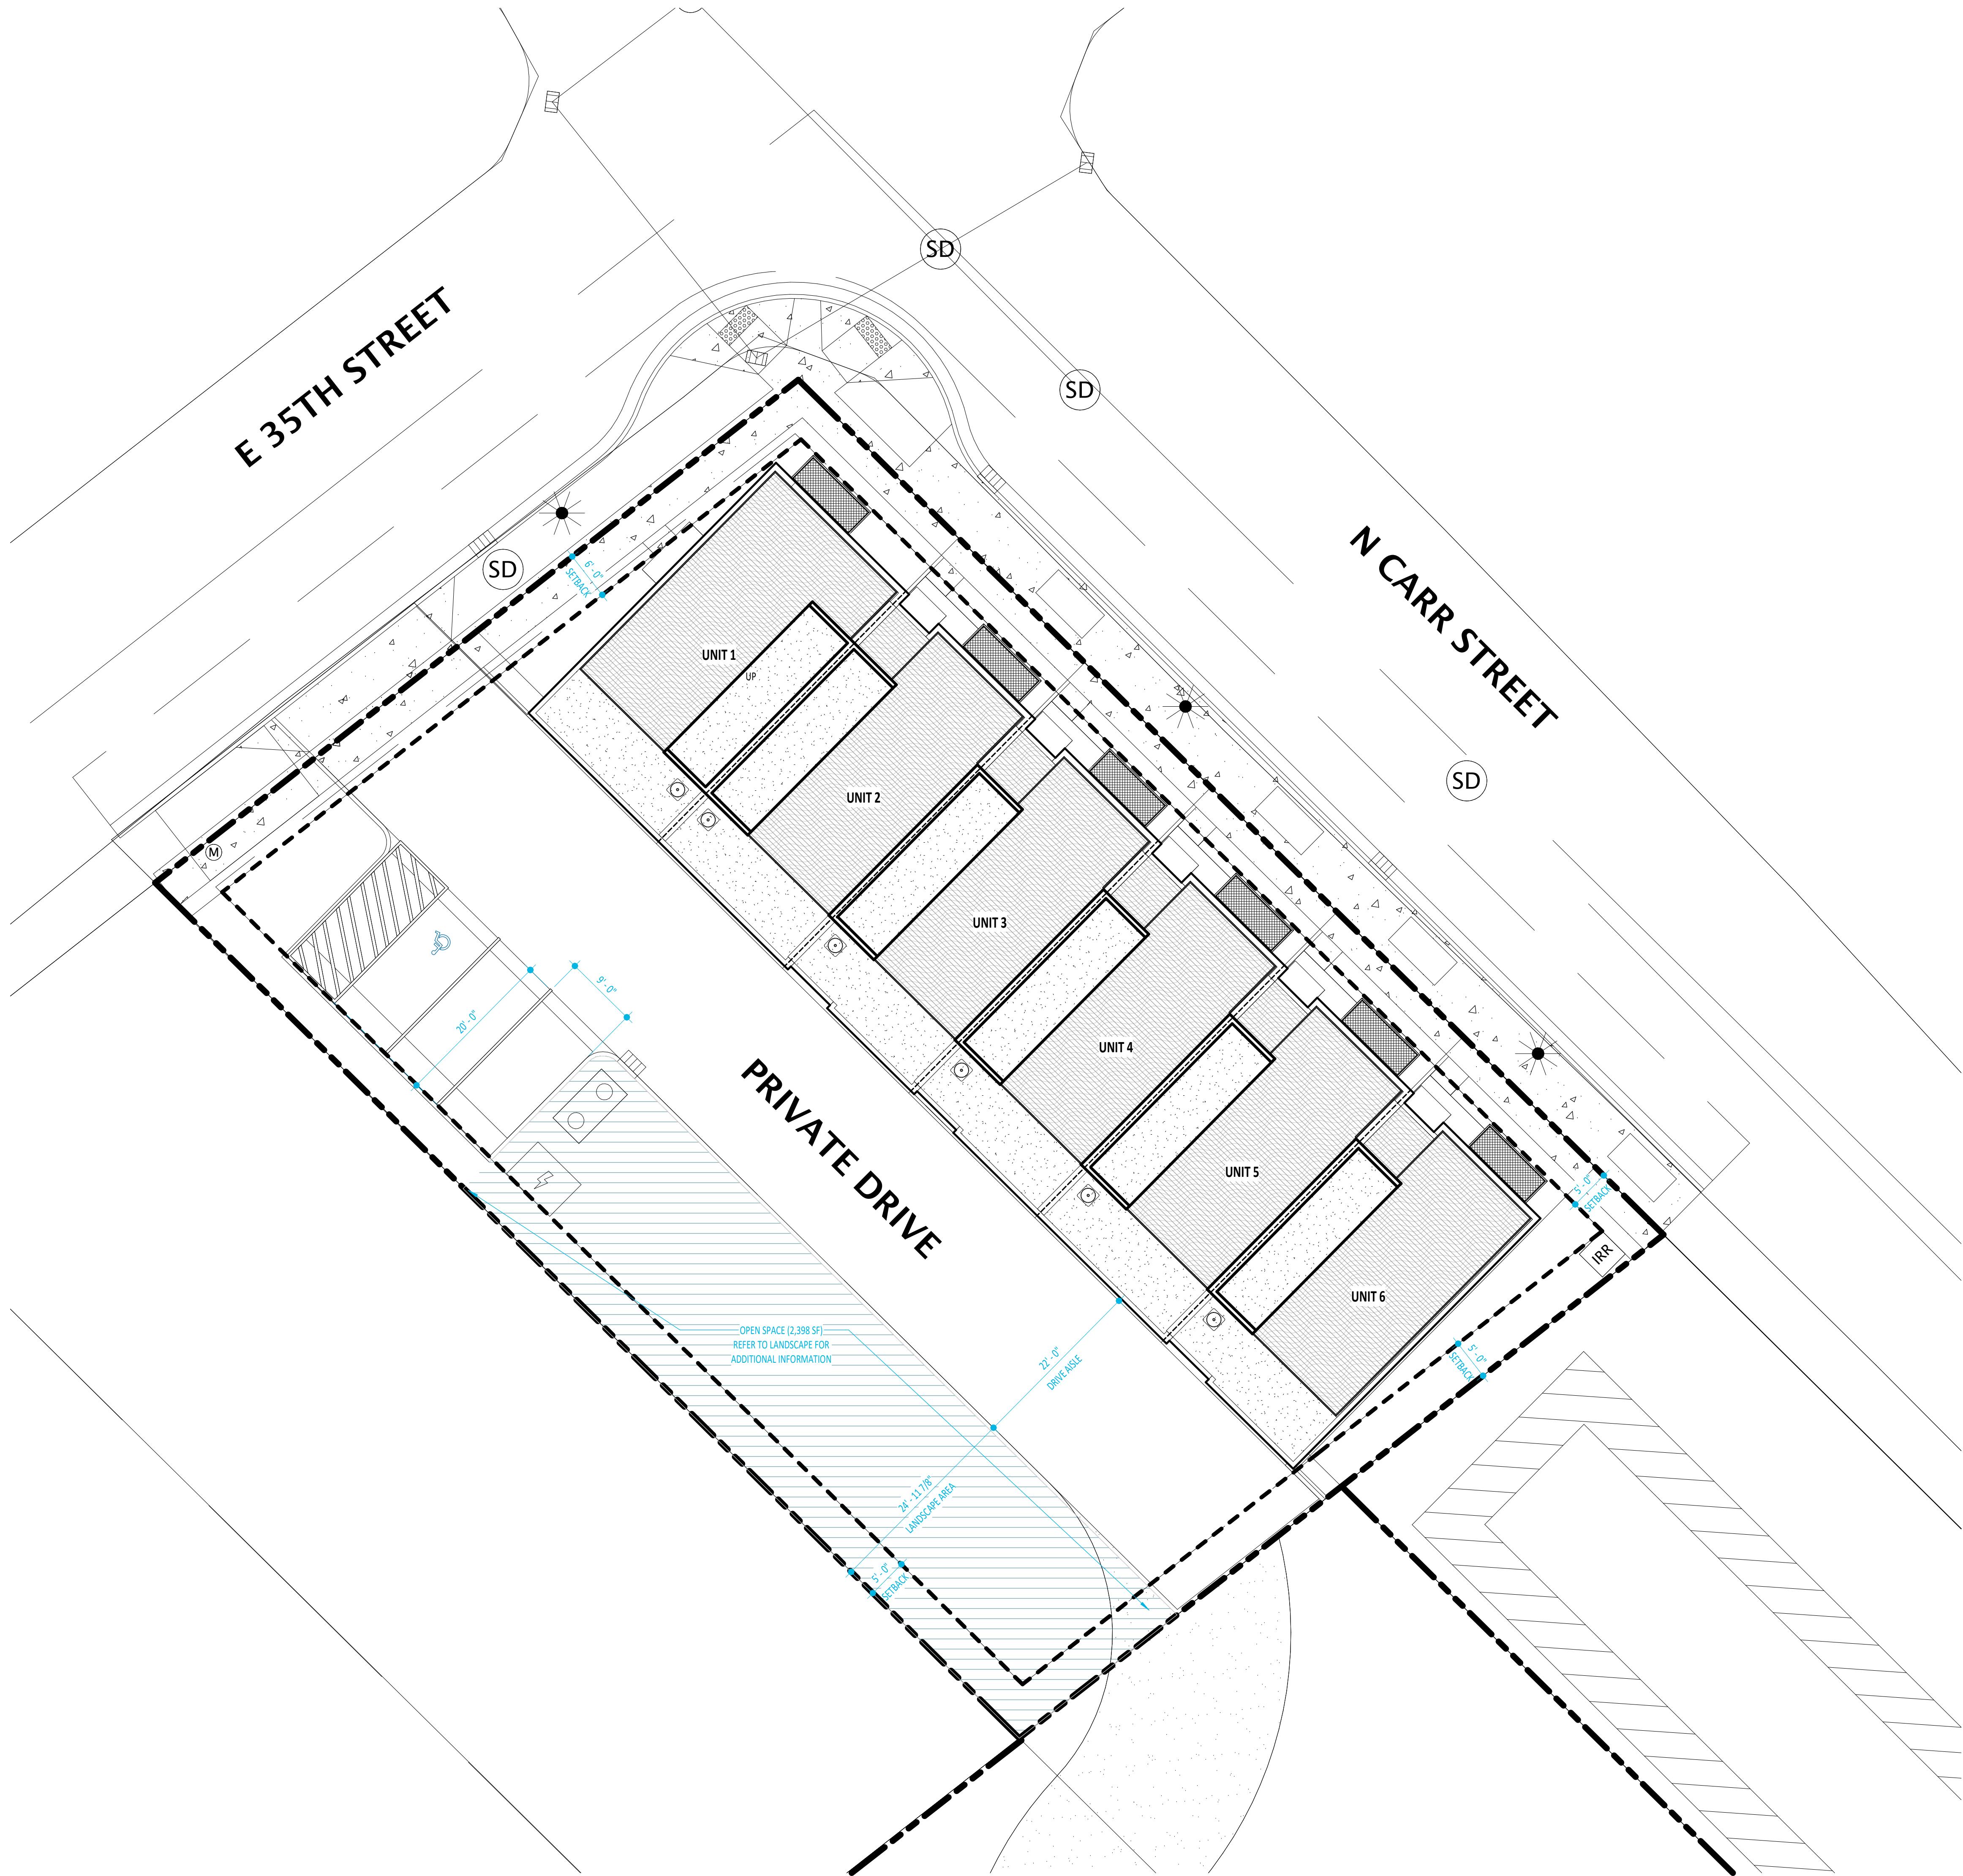 SD
E 35TH STREET
SD
N CARR STREET
SD
6' - 0"
SETBACK
UNIT 1
UP
SD
UNIT 2
M
UNIT 3
9' - 0"
20' - 0"
UNIT 4
PRIVATE DRIVE
UNIT 5
5' - 0"
SETBACK
IRR
UNIT 6
OPEN SPACE (2,398 SF)
REFER TO LANDSCAPE FOR
ADDITIONAL INFORMATION
22' - 0"
DRIVE AISLE
5' - 0"
SETBACK
24' - 11 7/8"
LANDSCAPE AREA
5' - 0"
SETBACK